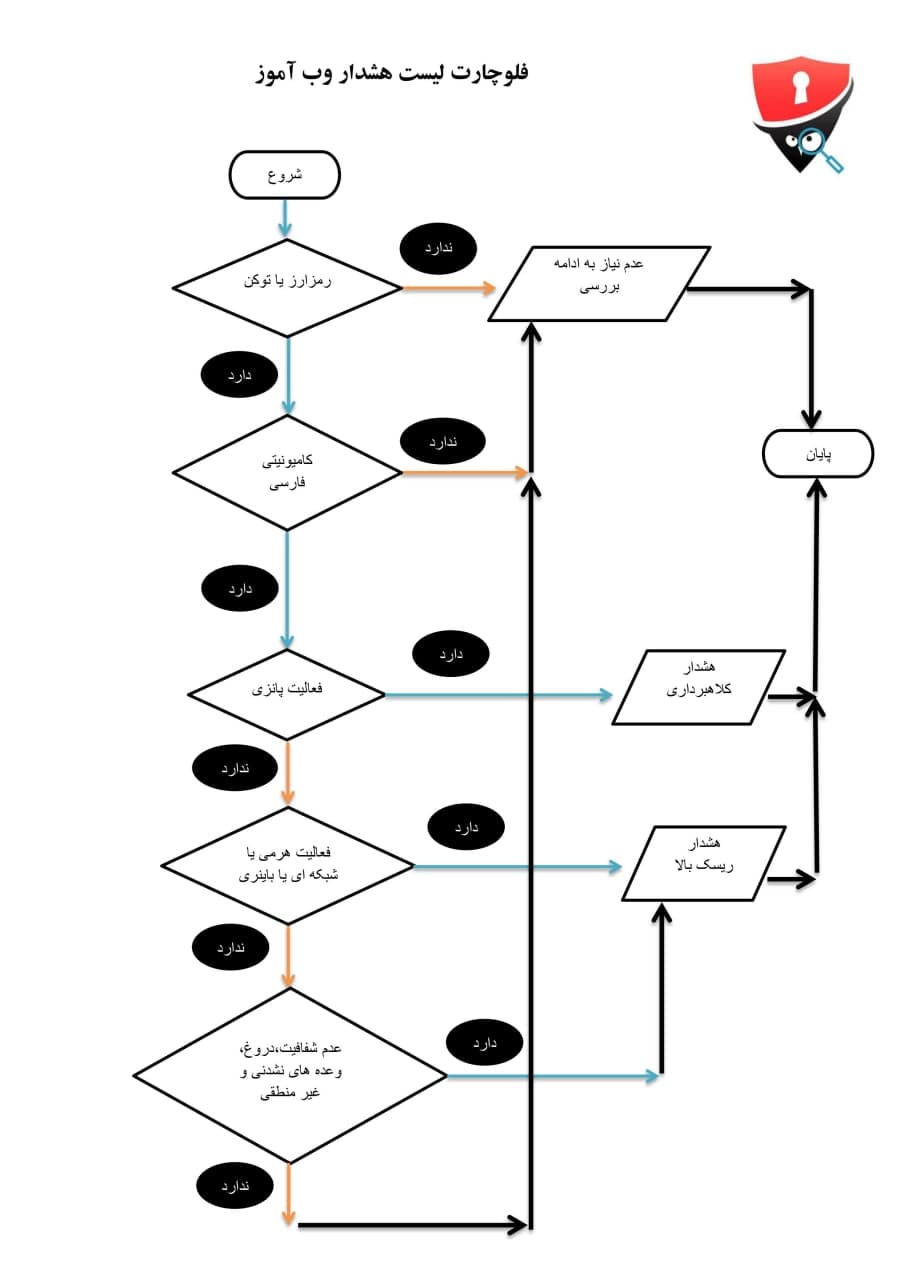 فلوچارت لیست هشدار وب آموز
شروع
ندارد
رمزارز یا توکن
عدم نیاز به ادامه
بررسی
دارد
ندارد
کامیونیتی
فارسی
پایان
دارد
دارد
فعالیت پانزی
هشدار
کلاهبرداری
ندارد
دارد
فعالیت هرمی یا
شبکه ای یا باینری
هشدار
ریسک بالا
ندارد
دارد
عدم شفافیت،دروغ،
وعده های نشدنی و
غیر منطقی
ندارد